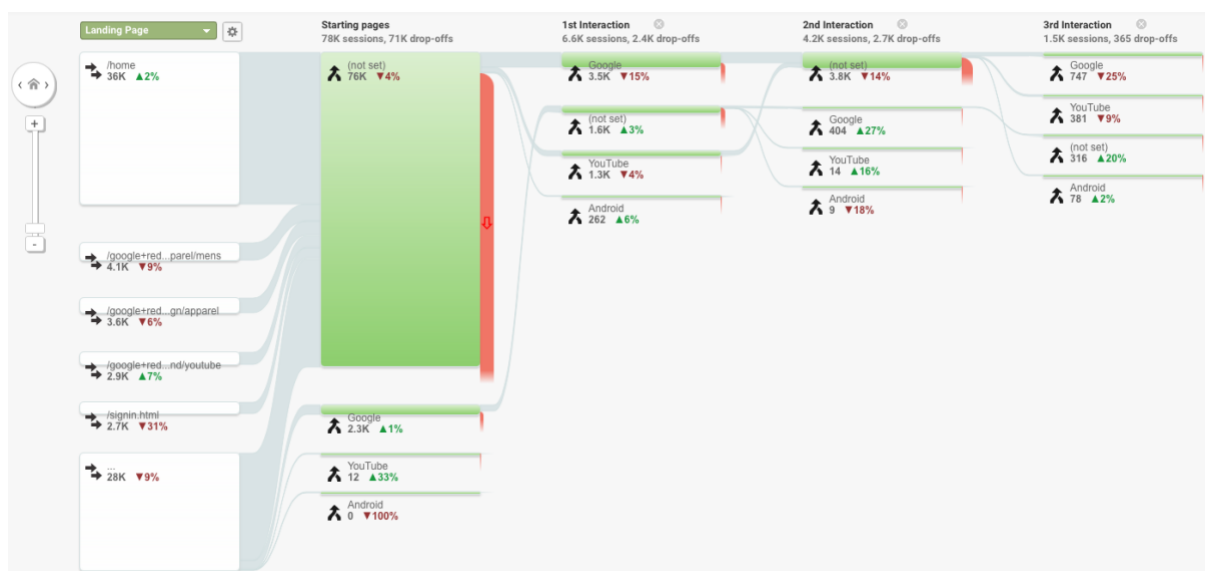 Landing Page
Starting pages
78K sessions, 71K drop-offs
1st Interaction
6.6K sessions, 2.4K drop-offs
2nd Interaction
4.2K sessions, 2.7K drop-offs
3rd Interaction
1.5K sessions, 365 drop-offs
/home
36K ▲2%
/google+red...parel/mens
4.1K ▼9%
/google+red...gn/apparel
3.6K ▼6%
/google+red...nd/youtube
2.9K ▲7%
/signin.html
2.7K ▼31%
...
28K ▼9%
(not set)
76K ▼4%
Google
2.3K ▲1%
YouTube
12 ▲33%
Android
0 ▼100%
Google
3.5K ▼15%
(not set)
1.6K ▲3%
YouTube
1.3K ▼4%
Android
262 ▲6%
(not set)
3.8K ▼14%
Google
404 ▲27%
YouTube
14 ▲16%
Android
9 ▼18%
Google
747 ▼25%
YouTube
381 ▼9%
(not set)
316 ▲20%
Android
78 ▲2%